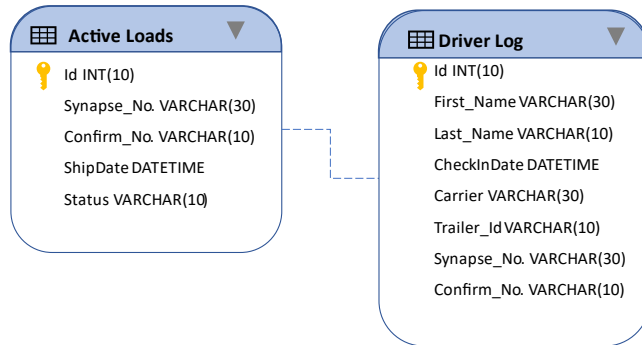 Active Loads
Id INT(10)
Synapse_No. VARCHAR(30)
Confirm_No. VARCHAR(10)
ShipDate DATETIME
Status VARCHAR(10)
Driver Log
Id INT(10)
First_Name VARCHAR(30)
Last_Name VARCHAR(10)
CheckInDate DATETIME
Carrier VARCHAR(30)
Trailer_Id VARCHAR(10)
Synapse_No. VARCHAR(30)
Confirm_No. VARCHAR(10)